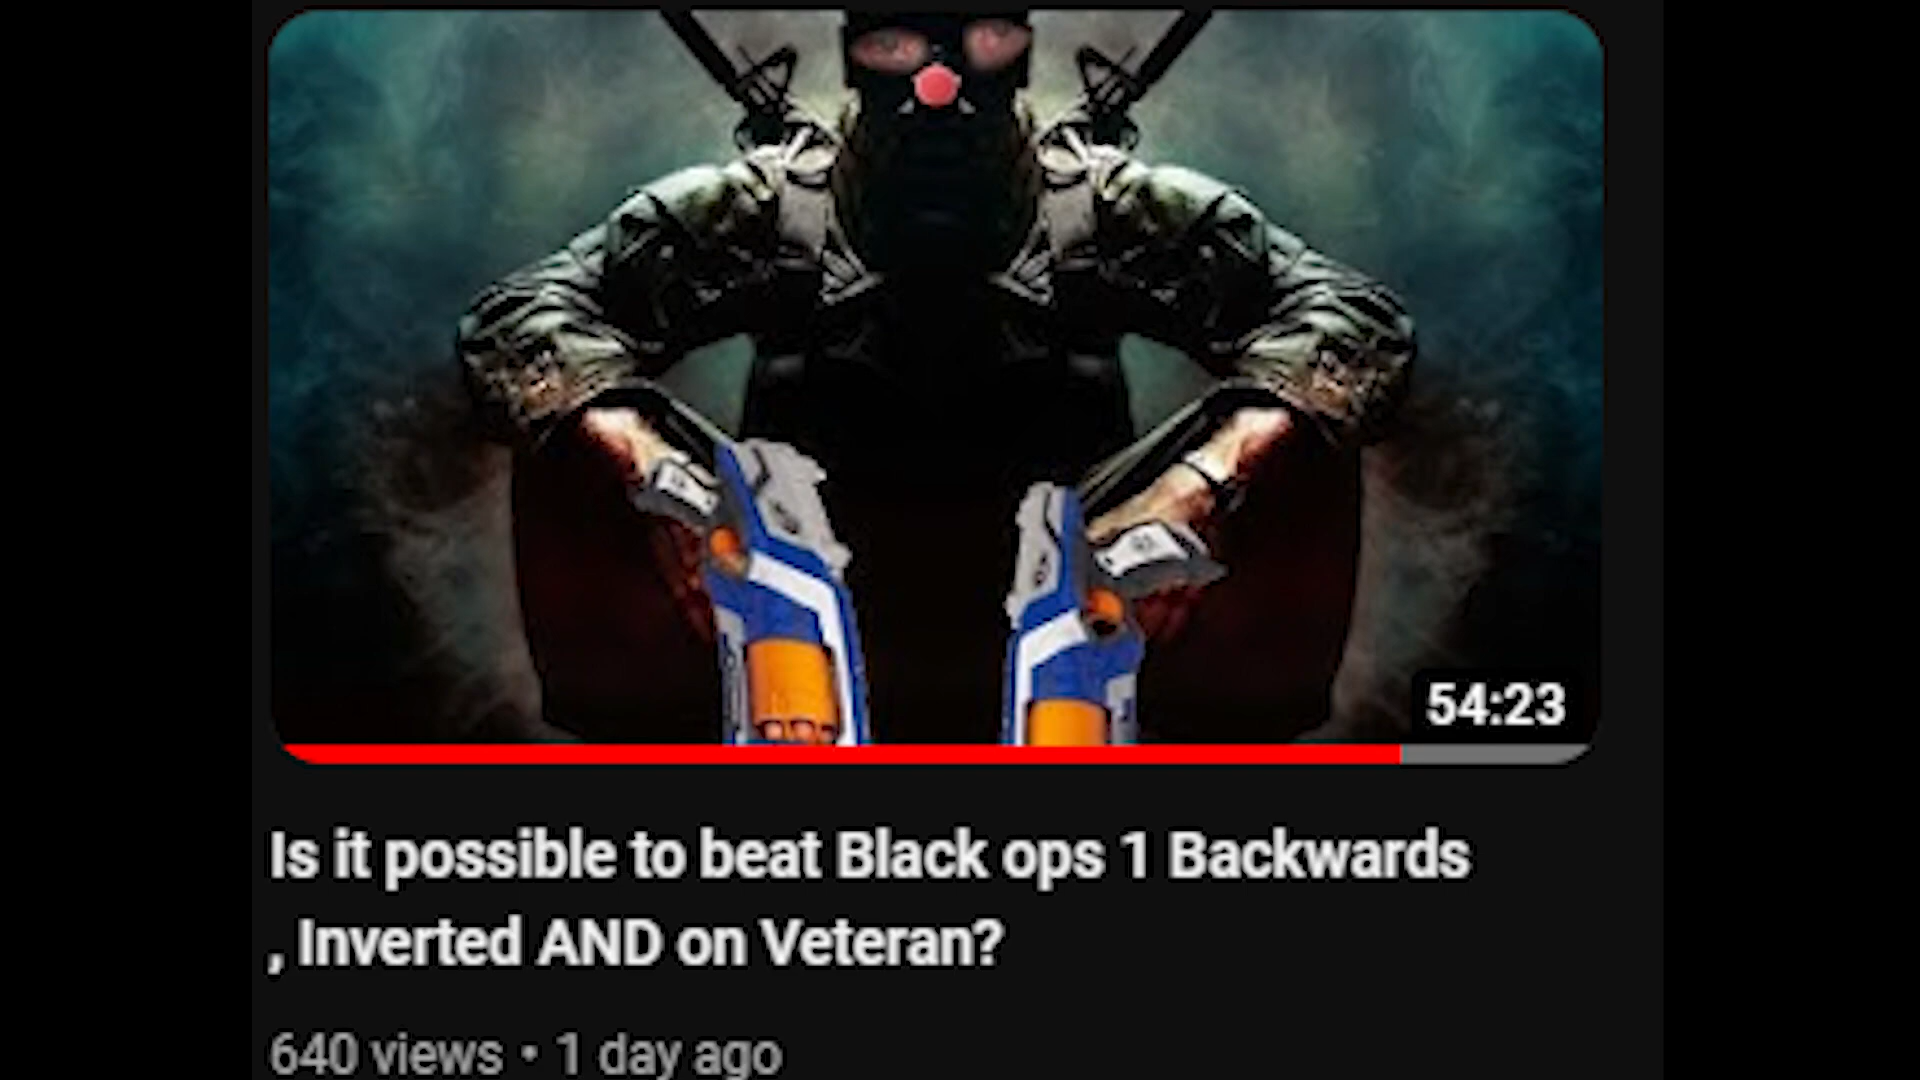 54:23
Is it possible to beat Black ops 1 Backwards
, Inverted AND on Veteran?
640 views • 1 day ago